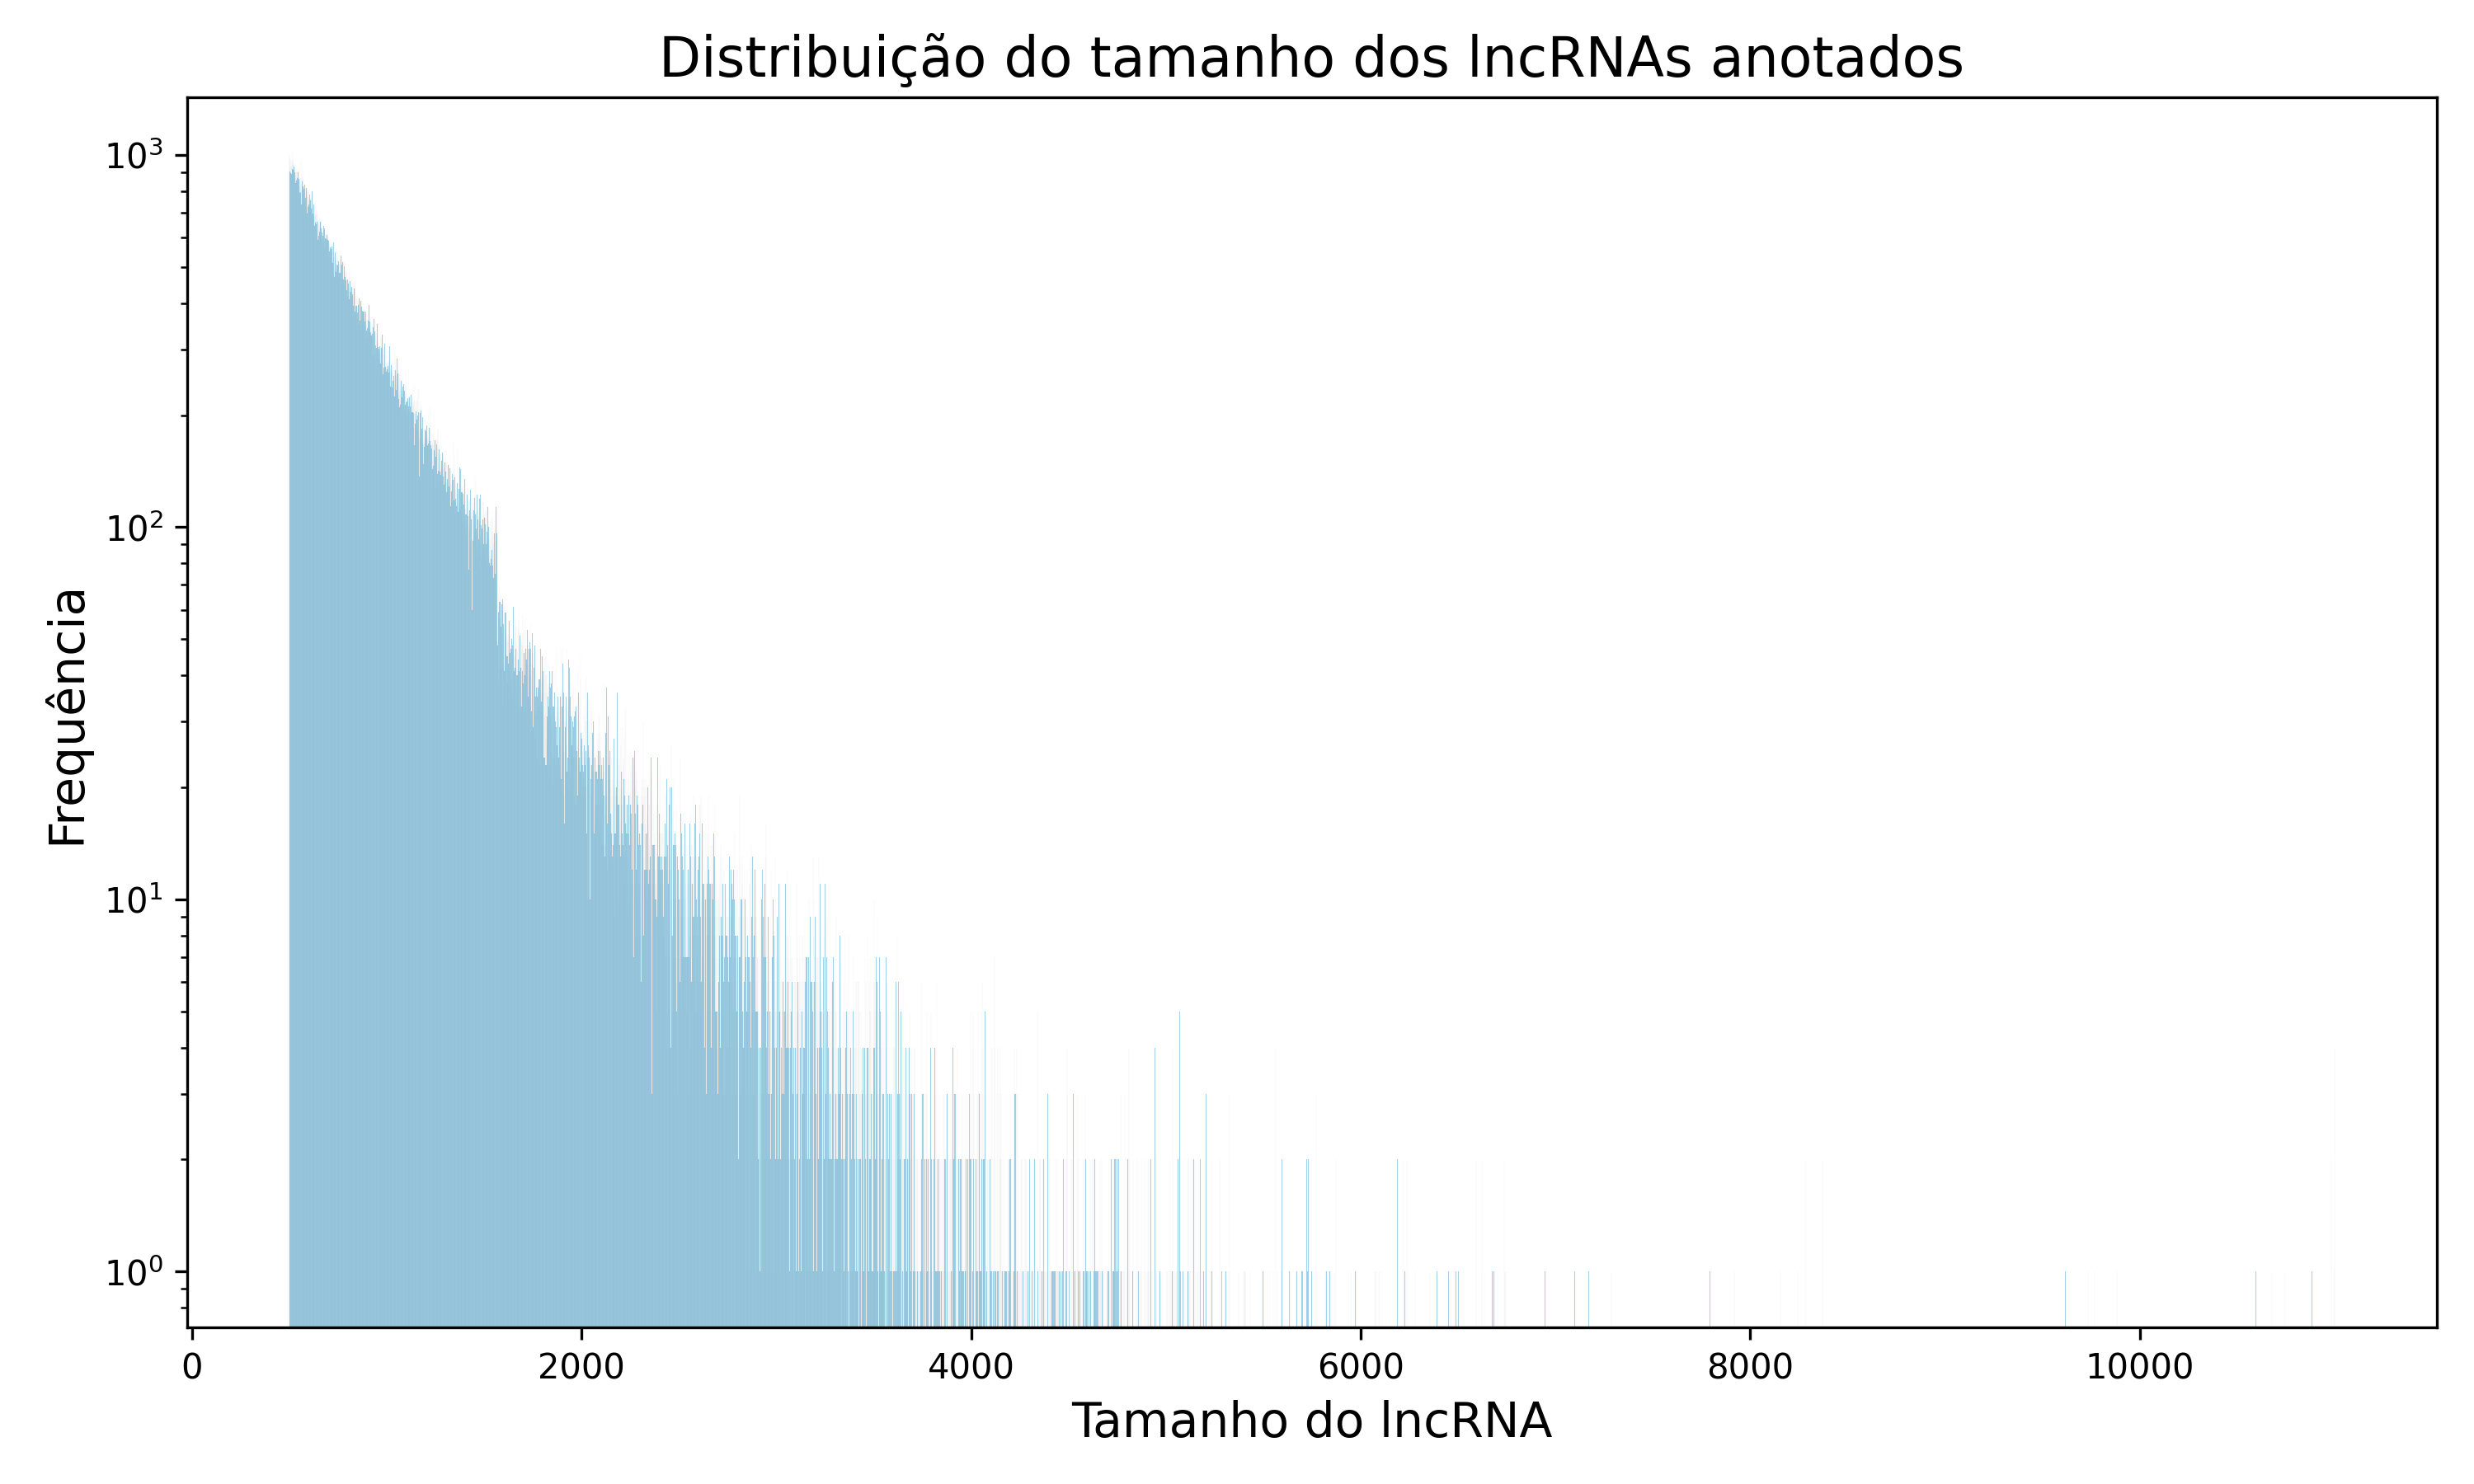 Distribuição do tamanho dos lncRNAs anotados
10³
10²
10¹
10⁰
Frequência
0 2000 4000 6000 8000 10000
Tamanho do lncRNA